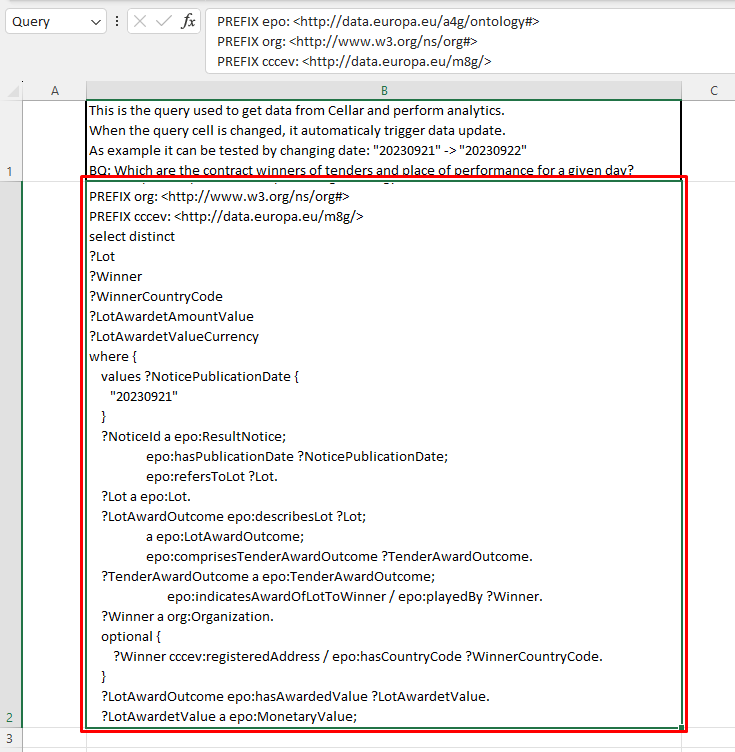 Query
fx
PREFIX epo: <http://data.europa.eu/a4g/ontology#>
PREFIX org: <http://www.w3.org/ns/org#>
PREFIX cccev: <http://data.europa.eu/m8g/>
A
B
C
1
This is the query used to get data from Cellar and perform analytics.
When the query cell is changed, it automaticaly trigger data update.
As example it can be tested by changing date: "20230921" -> "20230922"
BQ: Which are the contract winners of tenders and place of performance for a given day?
2
PREFIX org: <http://www.w3.org/ns/org#>
PREFIX cccev: <http://data.europa.eu/m8g/>
select distinct
?Lot
?Winner
?WinnerCountryCode
?LotAwardetAmountValue
?LotAwardetValueCurrency
where {
values ?NoticePublicationDate {
"20230921"
}
?NoticeId a epo:ResultNotice;
epo:hasPublicationDate ?NoticePublicationDate;
epo:refersToLot ?Lot.
?Lot a epo:Lot.
?LotAwardOutcome epo:describesLot ?Lot;
a epo:LotAwardOutcome;
epo:comprisesTenderAwardOutcome ?TenderAwardOutcome.
?TenderAwardOutcome a epo:TenderAwardOutcome;
epo:indicatesAwardOfLotToWinner / epo:playedBy ?Winner.
?Winner a org:Organization.
optional {
?Winner cccev:registeredAddress / epo:hasCountryCode ?WinnerCountryCode.
}
?LotAwardOutcome epo:hasAwardedValue ?LotAwardetValue.
?LotAwardetValue a epo:MonetaryValue;
3